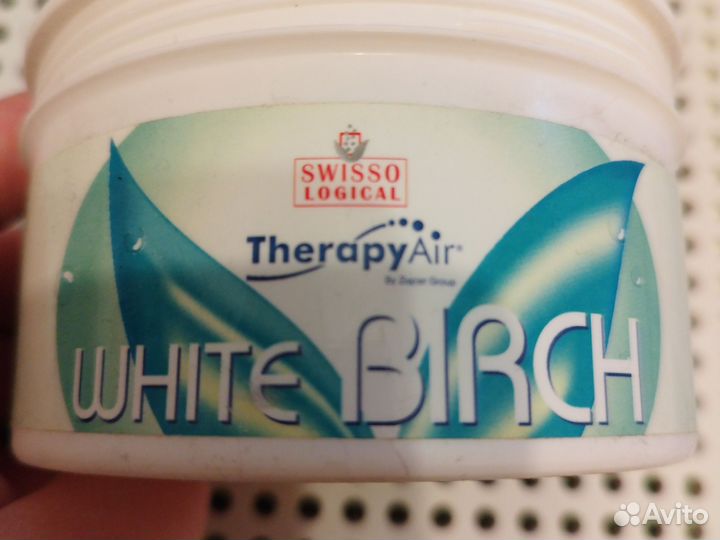 SWISSO
LOGICAL
TherapyAir®
By Zepter Group
WHITE BIRCH
Avito